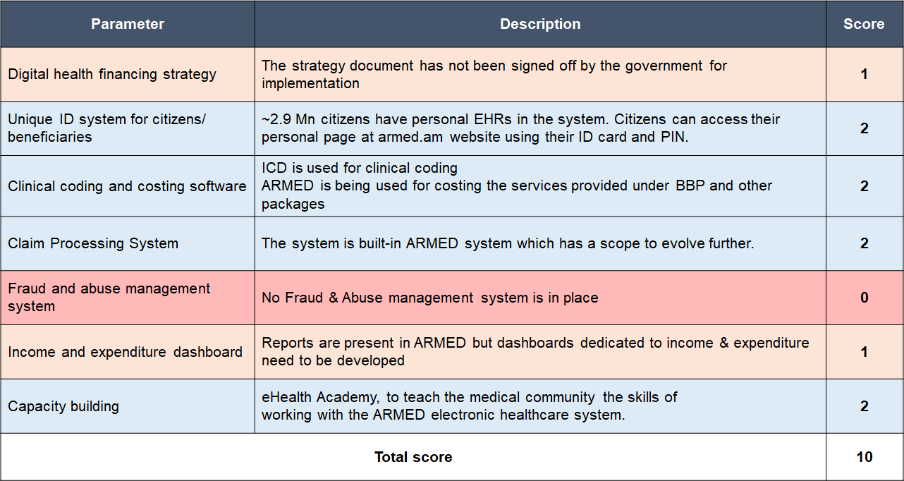 Parameter Description Score
Digital health financing strategy
The strategy document has not been signed off by the government for
implementation
1
Unique ID system for citizens/
beneficiaries
~2.9 Mn citizens have personal EHRs in the system. Citizens can access their
personal page at armed.am website using their ID card and PIN.
2
Clinical coding and costing software
ICD is used for clinical coding
ARMED is being used for costing the services provided under BBP and other
packages
2
Claim Processing System
The system is built-in ARMED system which has a scope to evolve further.
2
Fraud and abuse management
system
No Fraud & Abuse management system is in place
0
Income and expenditure dashboard
Reports are present in ARMED but dashboards dedicated to income & expenditure
need to be developed
1
Capacity building
eHealth Academy, to teach the medical community the skills of
working with the ARMED electronic healthcare system.
2
Total score 10